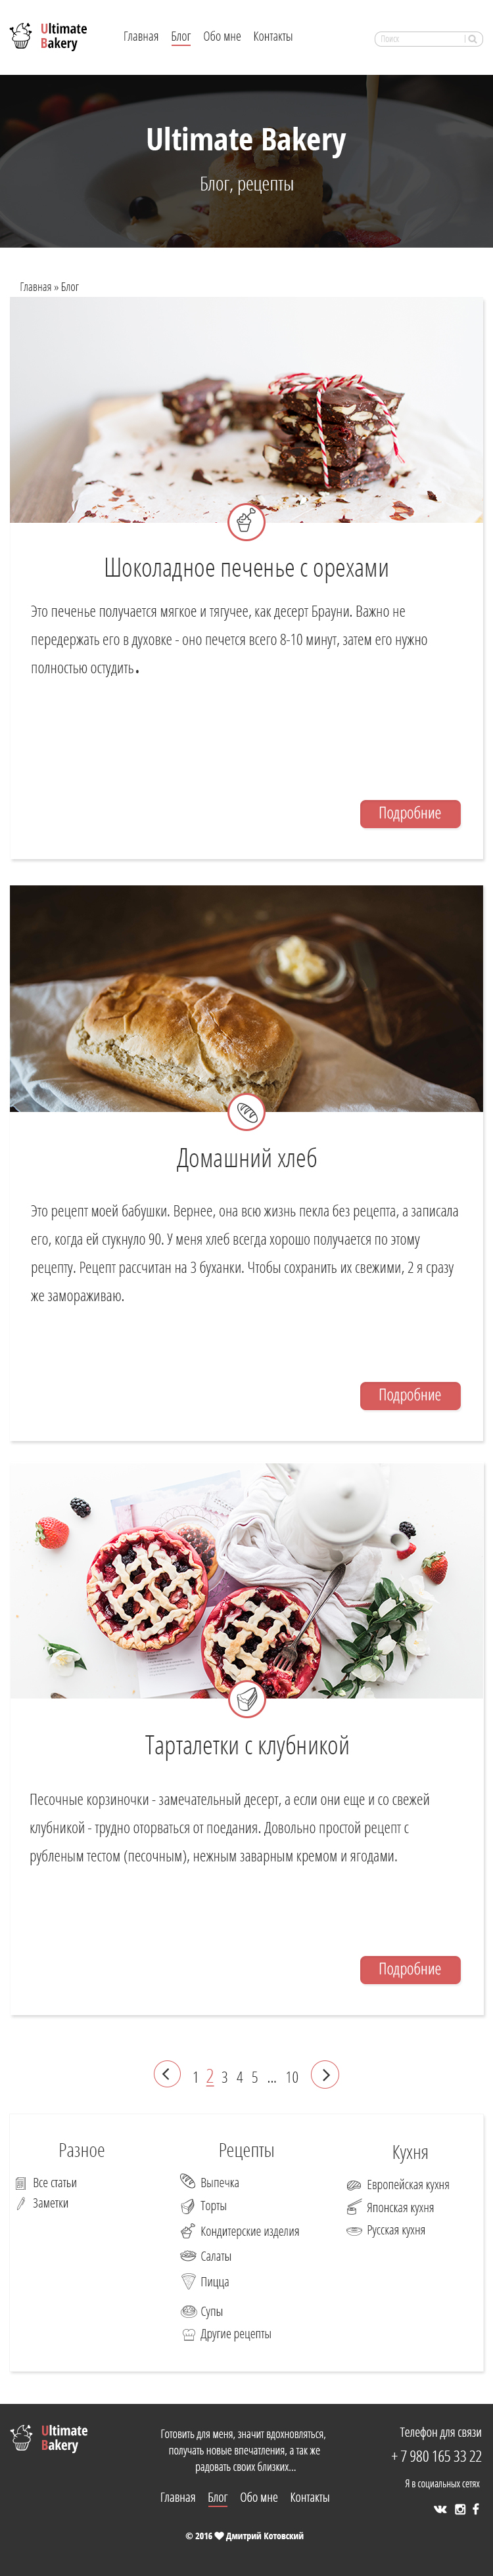 Ultimate
Bakery
Главная Блог Обо мне Контакты
Поиск
Ultimate Bakery
Блог, рецепты
Главная » Блог
Шоколадное печенье с орехами
Это печенье получается мягкое и тягучее, как десерт Брауни. Важно не
передержать его в духовке - оно печется всего 8-10 минут, затем его нужно
полностью остудить.
Подробние
Домашний хлеб
Это рецепт моей бабушки. Вернее, она всю жизнь пекла без рецепта, а записала
его, когда ей стукнуло 90. У меня хлеб всегда хорошо получается по этому
рецепту. Рецепт рассчитан на 3 буханки. Чтобы сохранить их свежими, 2 я сразу
же замораживаю.
Подробние
Тарталетки с клубникой
Песочные корзиночки - замечательный десерт, а если они еще и со свежей
клубникой - трудно оторваться от поедания. Довольно простой рецепт с
рубленым тестом (песочным), нежным заварным кремом и ягодами.
Подробние
1 2 3 4 5 ... 10
Разное
Все статьи
Заметки
Рецепты
Выпечка
Торты
Кондитерские изделия
Салаты
Пицца
Супы
Другие рецепты
Кухня
Европейская кухня
Японская кухня
Русская кухня
Ultimate
Bakery
Готовить для меня, значит вдохновляться,
получать новые впечатления, а так же
радовать своих близких...
Главная Блог Обо мне Контакты
© 2016 ♥ Дмитрий Котовский
Телефон для связи
+ 7 980 165 33 22
Я в социальных сетях